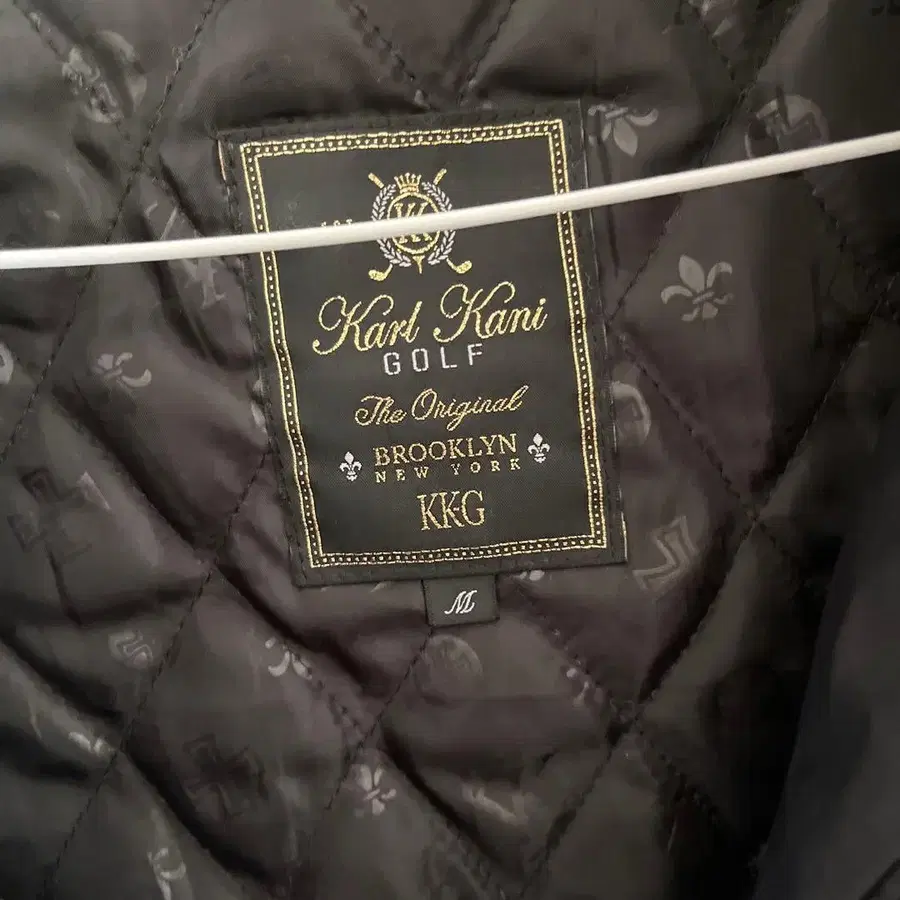 KK
Karl Kani
GOLF
The Original
BROOKLYN
NEW YORK
KK-G
M